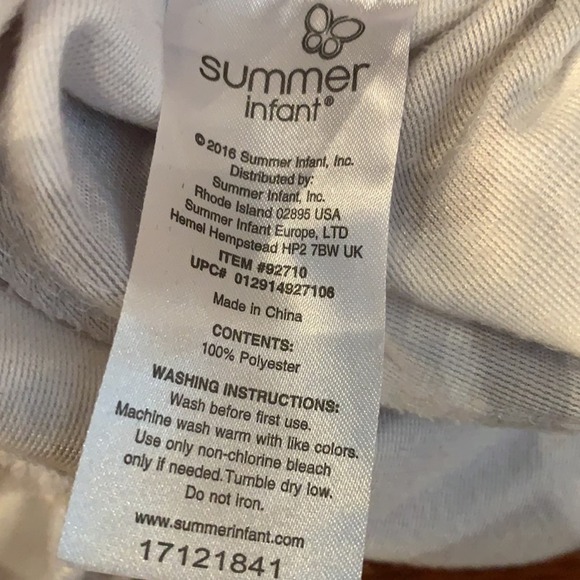 summer
infant®
©2016 Summer Infant, Inc.
Distributed by:
Summer Infant, Inc.
Rhode Island 02895 USA
Summer Infant Europe, LTD
Hemel Hempstead HP2 7BW UK
ITEM #92710
UPC# 012914927106
Made in China
CONTENTS:
100% Polyester
WASHING INSTRUCTIONS:
Wash before first use.
Machine wash warm with like colors.
Use only non-chlorine bleach
only if needed. Tumble dry low.
Do not iron.
www.summerinfant.com
17121841